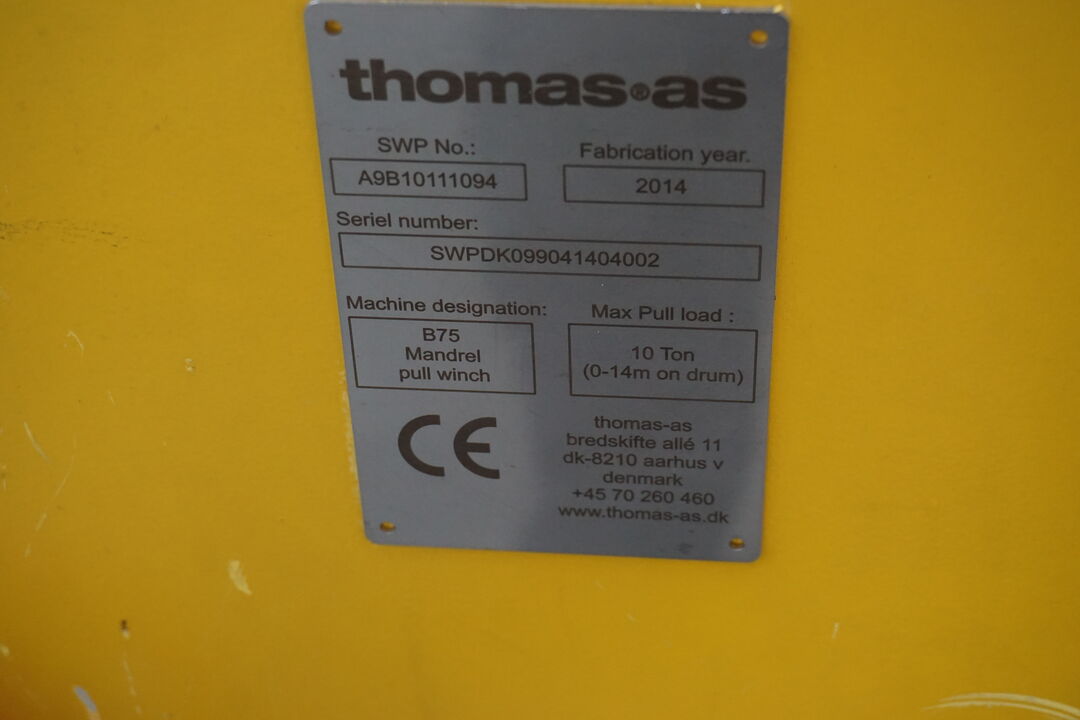 thomas®as
SWP No.:
A9B10111094
Fabrication year.
2014
Seriel number:
SWPDK099041404002
Machine designation:
B75
Mandrel
pull winch
Max Pull load :
10 Ton
(0-14m on drum)
CE
thomas-as
bredskifte allé 11
dk-8210 aarhus v
denmark
+45 70 260 460
www.thomas-as.dk